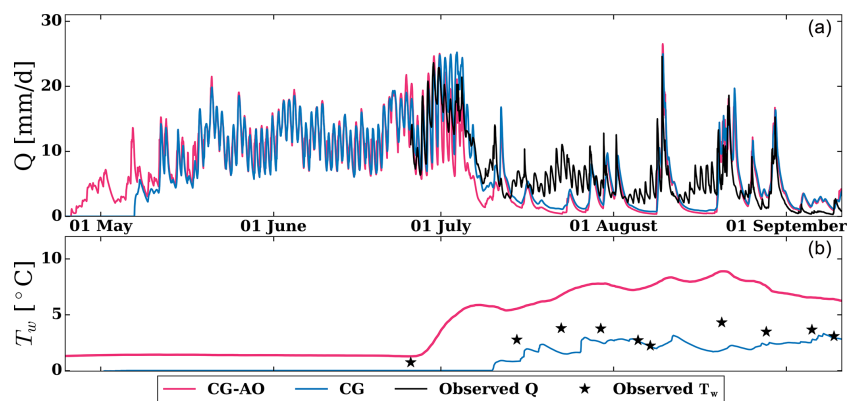 (a)
30
20
10
0
Q [mm/d]
01 May 01 June 01 July 01 August 01 September
(b)
10
5
0
T_w [°C]
CG-AO CG Observed Q Observed T_w